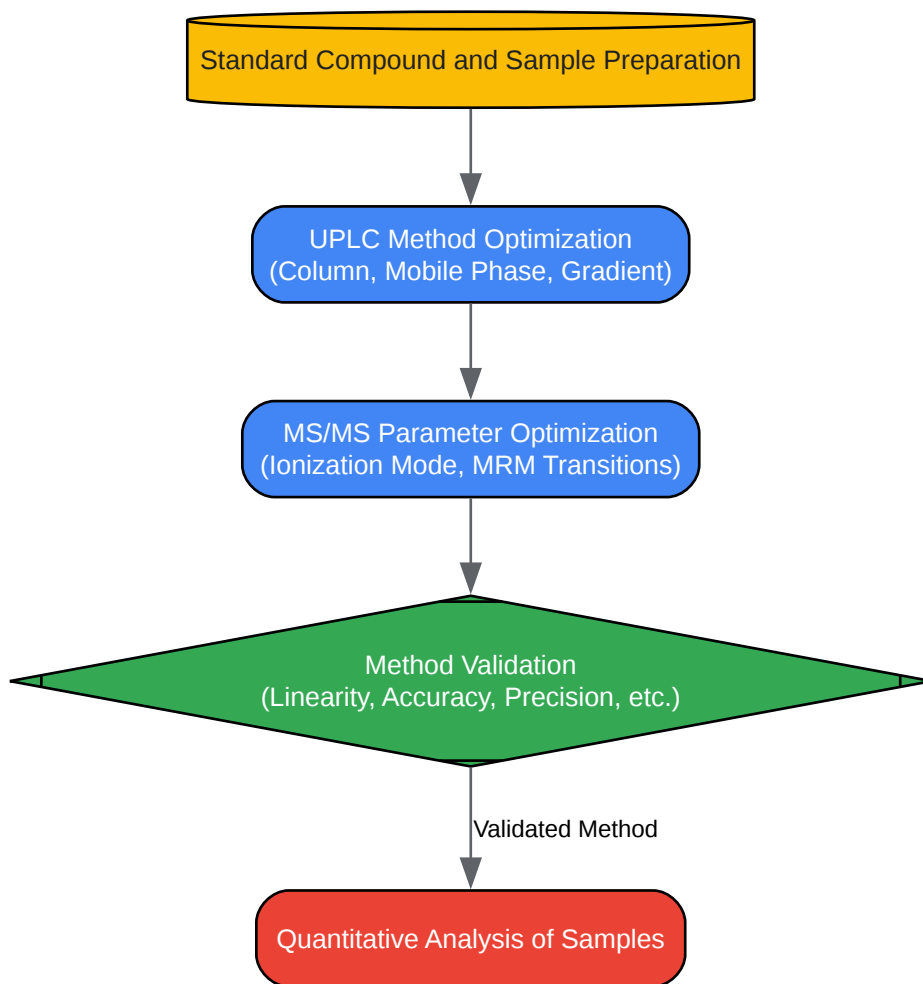 Standard Compound and Sample Preparation
UPLC Method Optimization
(Column, Mobile Phase, Gradient)
MS/MS Parameter Optimization
(Ionization Mode, MRM Transitions)
Method Validation
(Linearity, Accuracy, Precision, etc.)
Validated Method
Quantitative Analysis of Samples